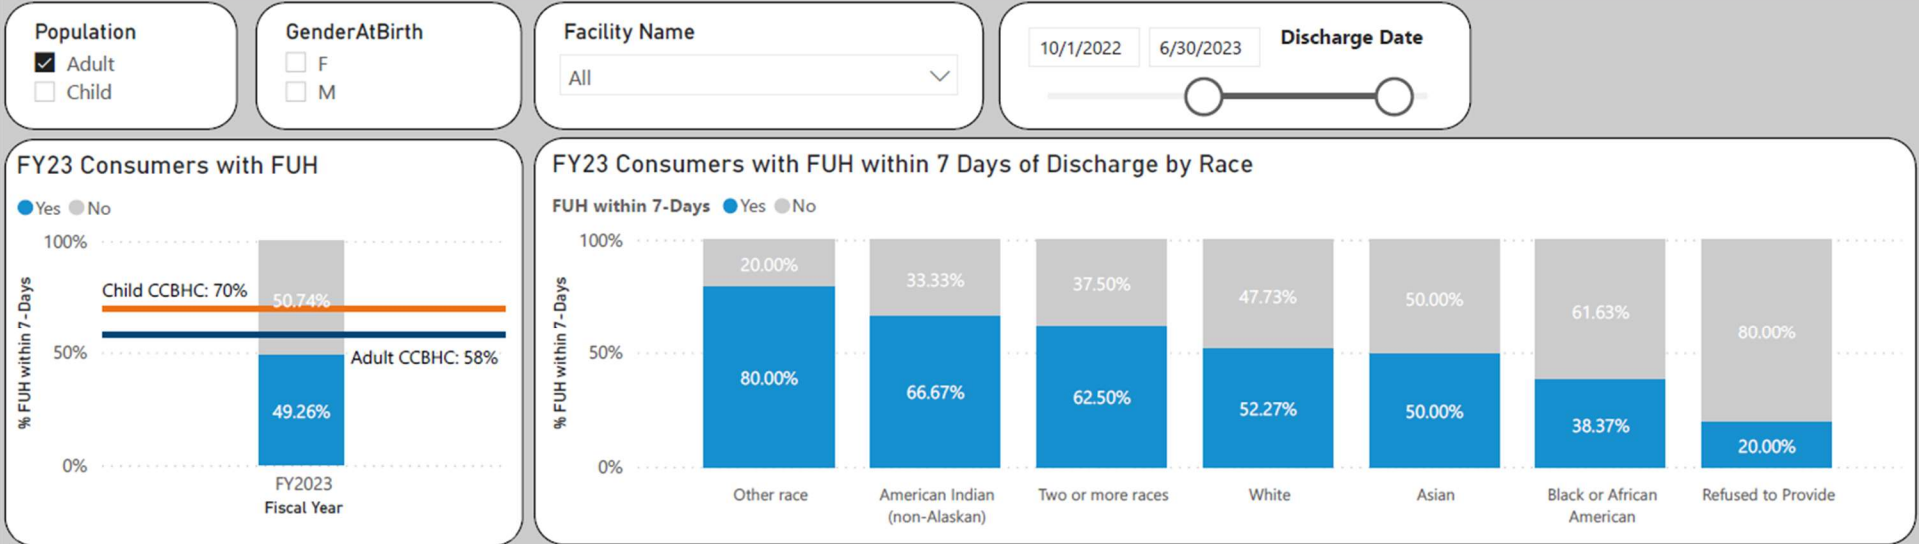 Population
Adult
Child
GenderAtBirth
F
M
Facility Name
All
10/1/2022
6/30/2023
Discharge Date
FY23 Consumers with FUH
Yes No
% FUH within 7-Days
100%
50%
0%
Child CCBHC: 70%
50.74%
Adult CCBHC: 58%
49.26%
FY2023
Fiscal Year
FY23 Consumers with FUH within 7 Days of Discharge by Race
FUH within 7-Days Yes No
% FUH within 7-Days
100%
50%
0%
20.00%
80.00%
Other race
33.33%
66.67%
American Indian
(non-Alaskan)
37.50%
62.50%
Two or more races
47.73%
52.27%
White
50.00%
50.00%
Asian
61.63%
38.37%
Black or African
American
80.00%
20.00%
Refused to Provide